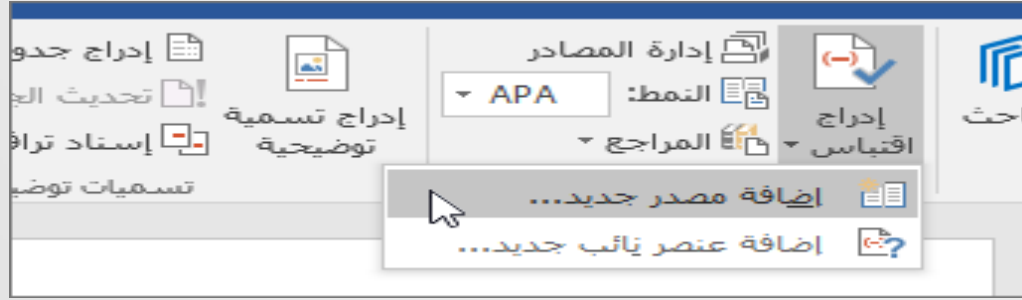 احث
إدراج
اقتباس
إدارة المصادر
النمط: APA
المراجع
إدراج تسمية
توضيحية
إدراج جدو
تحديث الج
إسناد تراف
تسميات توضي
إضافة مصدر جديد...
إضافة عنصر نائب جديد...